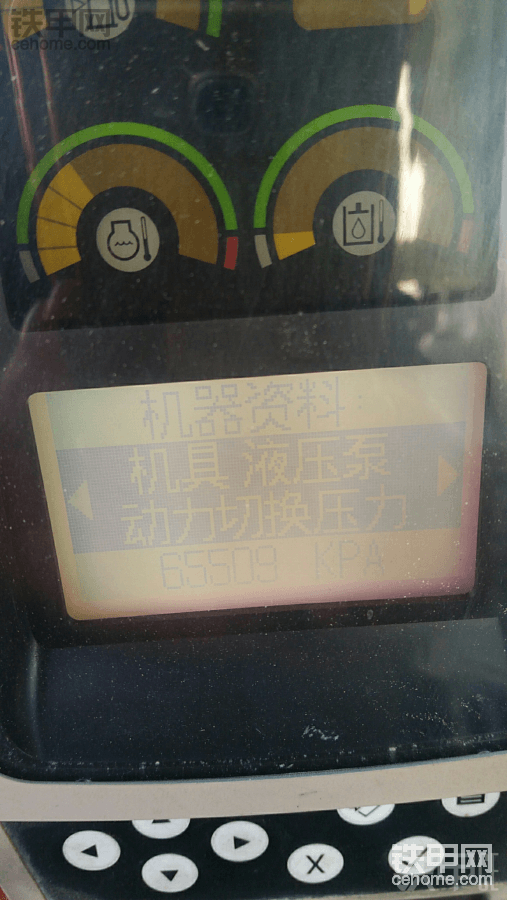 铁甲网
cehome.com
机器资料
机具 液压泵
动力切换压力
65509 KPA
X
铁甲网
cehome.com